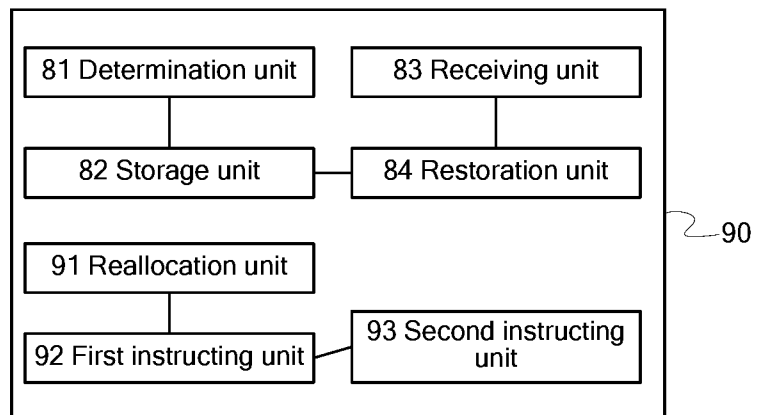 81 Determination unit
83 Receiving unit
82 Storage unit
84 Restoration unit
90
91 Reallocation unit
93 Second instructing
unit
92 First instructing unit